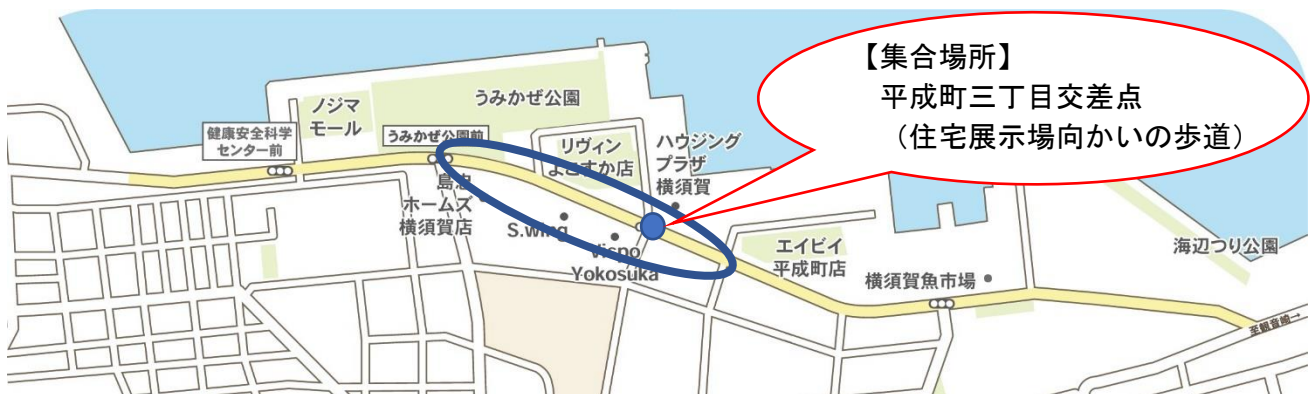 【集合場所】
平成町三丁目交差点
（住宅展示場向かいの歩道）
うみかぜ公園
ノジマ
モール
健康安全科学
センター前
うみかぜ公園前
リヴィン
よこすか店
ハウジング
プラザ
横須賀
島忠
ホームズ
横須賀店
S.wing
Vispo
Yokosuka
エイビイ
平成町店
横須賀魚市場
海辺つり公園
至観音崎→